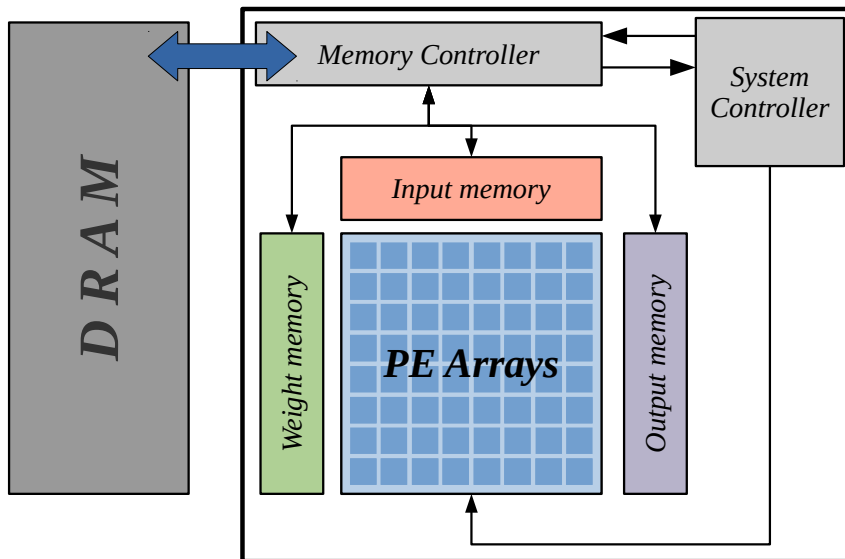 Memory Controller
System
Controller
DRAM
Input memory
Weight memory
PE Arrays
Output memory